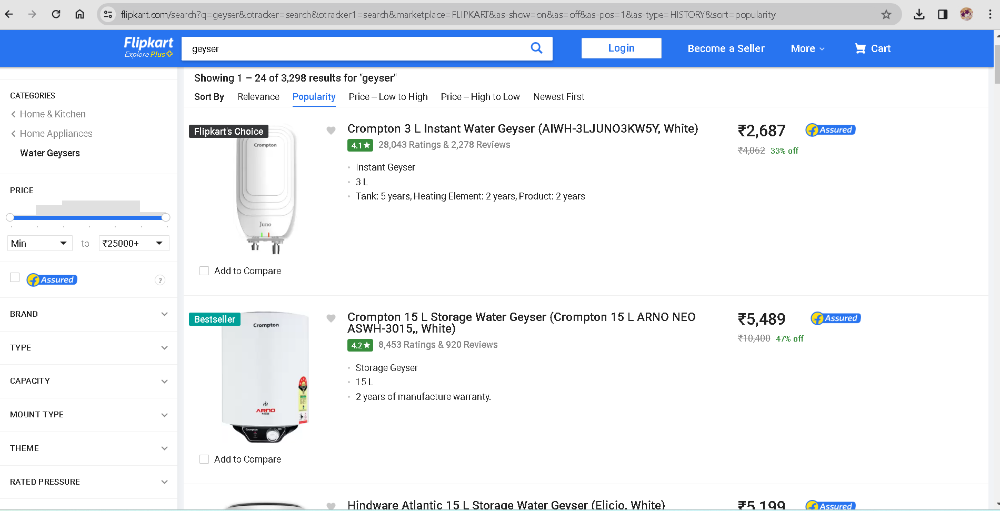 flipkart.com/search?q=geyser&otracker=search&otracker1=search&marketplace=FLIPKART&as-show=on&as=off&as-pos=1&as-type=HISTORY&sort=popularity
Flipkart
Explore Plus
geyser
Login
Become a Seller
More
Cart
CATEGORIES
Home & Kitchen
Home Appliances
Water Geysers
PRICE
Min to ₹25000+
Assured ?
BRAND
TYPE
CAPACITY
MOUNT TYPE
THEME
RATED PRESSURE
Showing 1 – 24 of 3,298 results for "geyser"
Sort By Relevance Popularity Price – Low to High Price – High to Low Newest First
Flipkart's Choice
Crompton
Juno
Add to Compare
Crompton 3 L Instant Water Geyser (AIWH-3LJUNO3KW5Y, White)
4.1★ 28,043 Ratings & 2,278 Reviews
Instant Geyser
3 L
Tank: 5 years, Heating Element: 2 years, Product: 2 years
₹2,687 Assured
₹4,062 33% off
Bestseller
Crompton
ARNO
NEO
Crompton
Add to Compare
Crompton 15 L Storage Water Geyser (Crompton 15 L ARNO NEO
ASWH-3015,, White)
4.2★ 8,453 Ratings & 920 Reviews
Storage Geyser
15 L
2 years of manufacture warranty.
₹5,489 Assured
₹10,400 47% off
Hindware Atlantic 15 L Storage Water Geyser (Elicio, White)
₹5,199 Assured